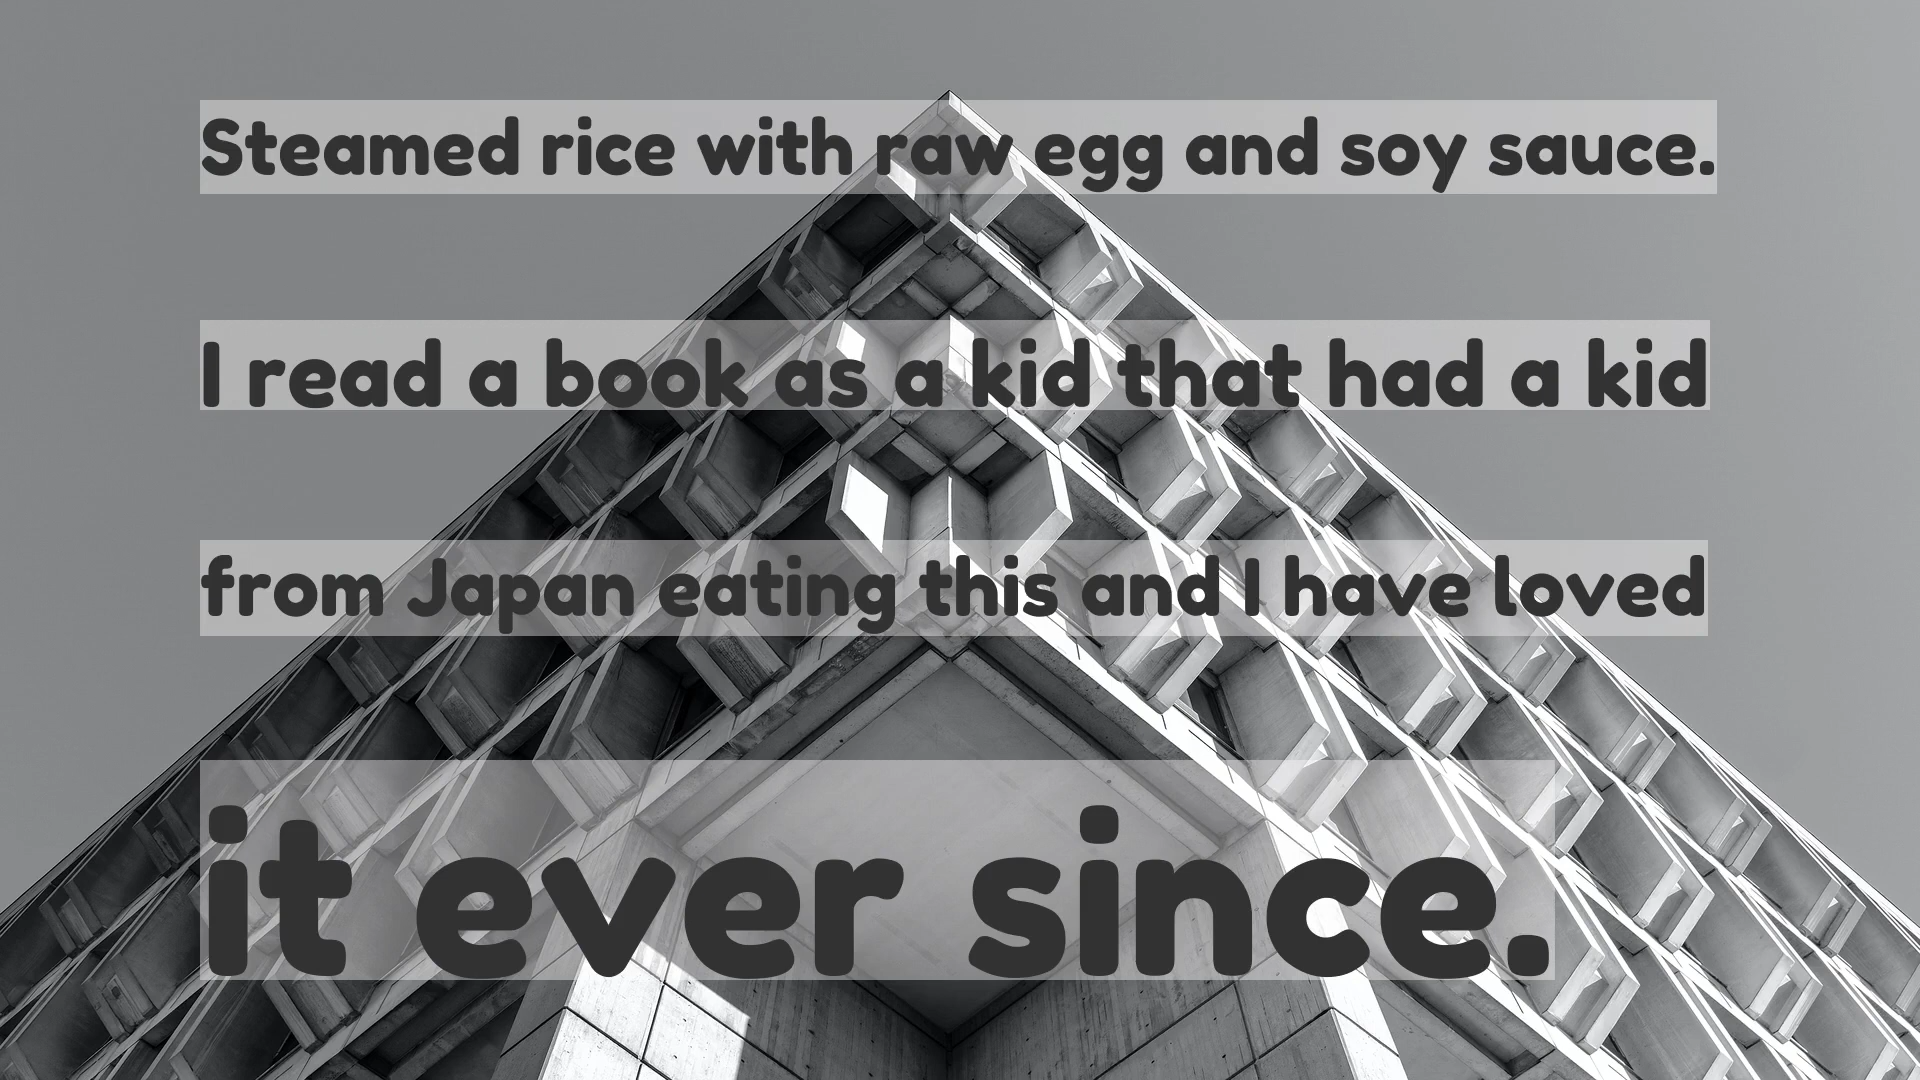 Steamed rice with raw egg and soy sauce.
I read a book as a kid that had a kid
from Japan eating this and I have loved
it ever since.